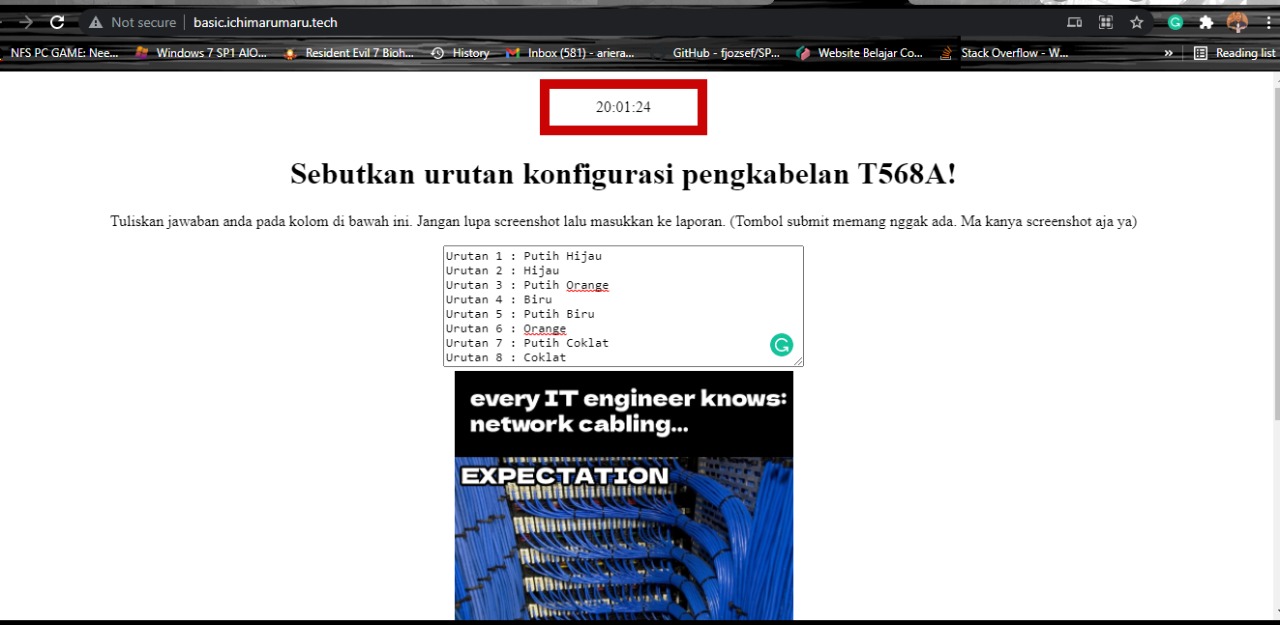 Not secure | basic.ichimarumaru.tech
NFS PC GAME: Nee... Windows 7 SP1 AIO... Resident Evil 7 Bioh... History Inbox (581) - ariera... GitHub - fjozsef/SP... Website Belajar Co... Stack Overflow - W... » Reading list
20:01:24
Sebutkan urutan konfigurasi pengkabelan T568A!
Tuliskan jawaban anda pada kolom di bawah ini. Jangan lupa screenshot lalu masukkan ke laporan. (Tombol submit memang nggak ada. Ma kanya screenshot aja ya)
Urutan 1 : Putih Hijau
Urutan 2 : Hijau
Urutan 3 : Putih Orange
Urutan 4 : Biru
Urutan 5 : Putih Biru
Urutan 6 : Orange
Urutan 7 : Putih Coklat
Urutan 8 : Coklat
every IT engineer knows:
network cabling...
EXPECTATION